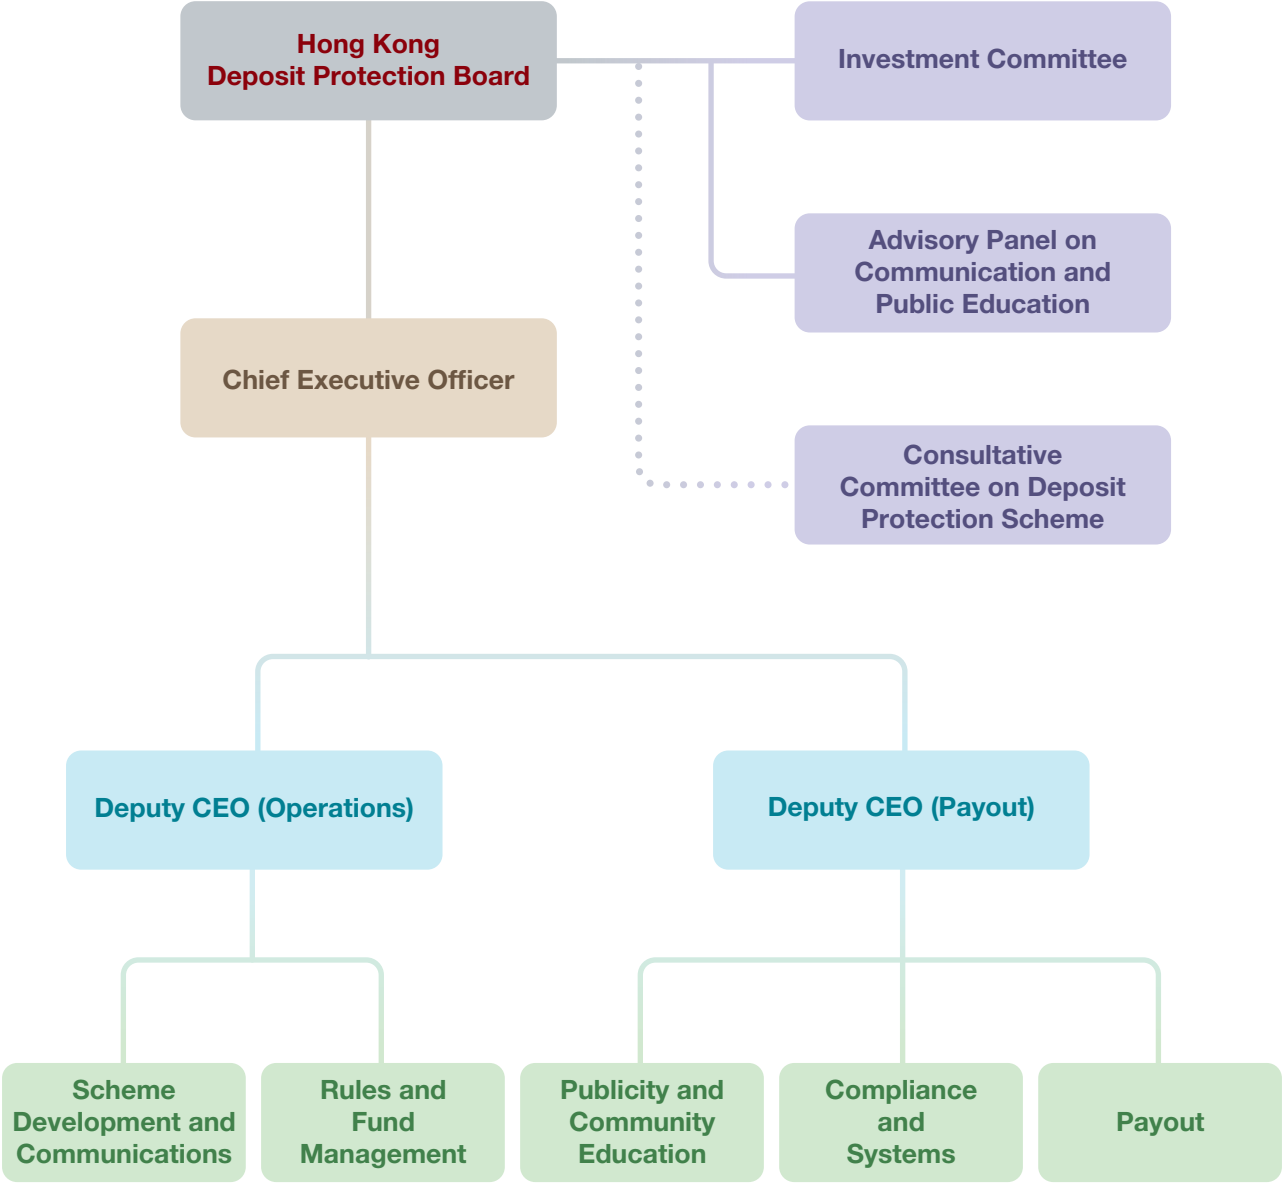 Hong Kong
Deposit Protection Board
Investment Committee
Advisory Panel on
Communication and
Public Education
Chief Executive Officer
Consultative
Committee on Deposit
Protection Scheme
Deputy CEO (Operations)
Deputy CEO (Payout)
Scheme
Development and
Communications
Rules and
Fund
Management
Publicity and
Community
Education
Compliance
and
Systems
Payout